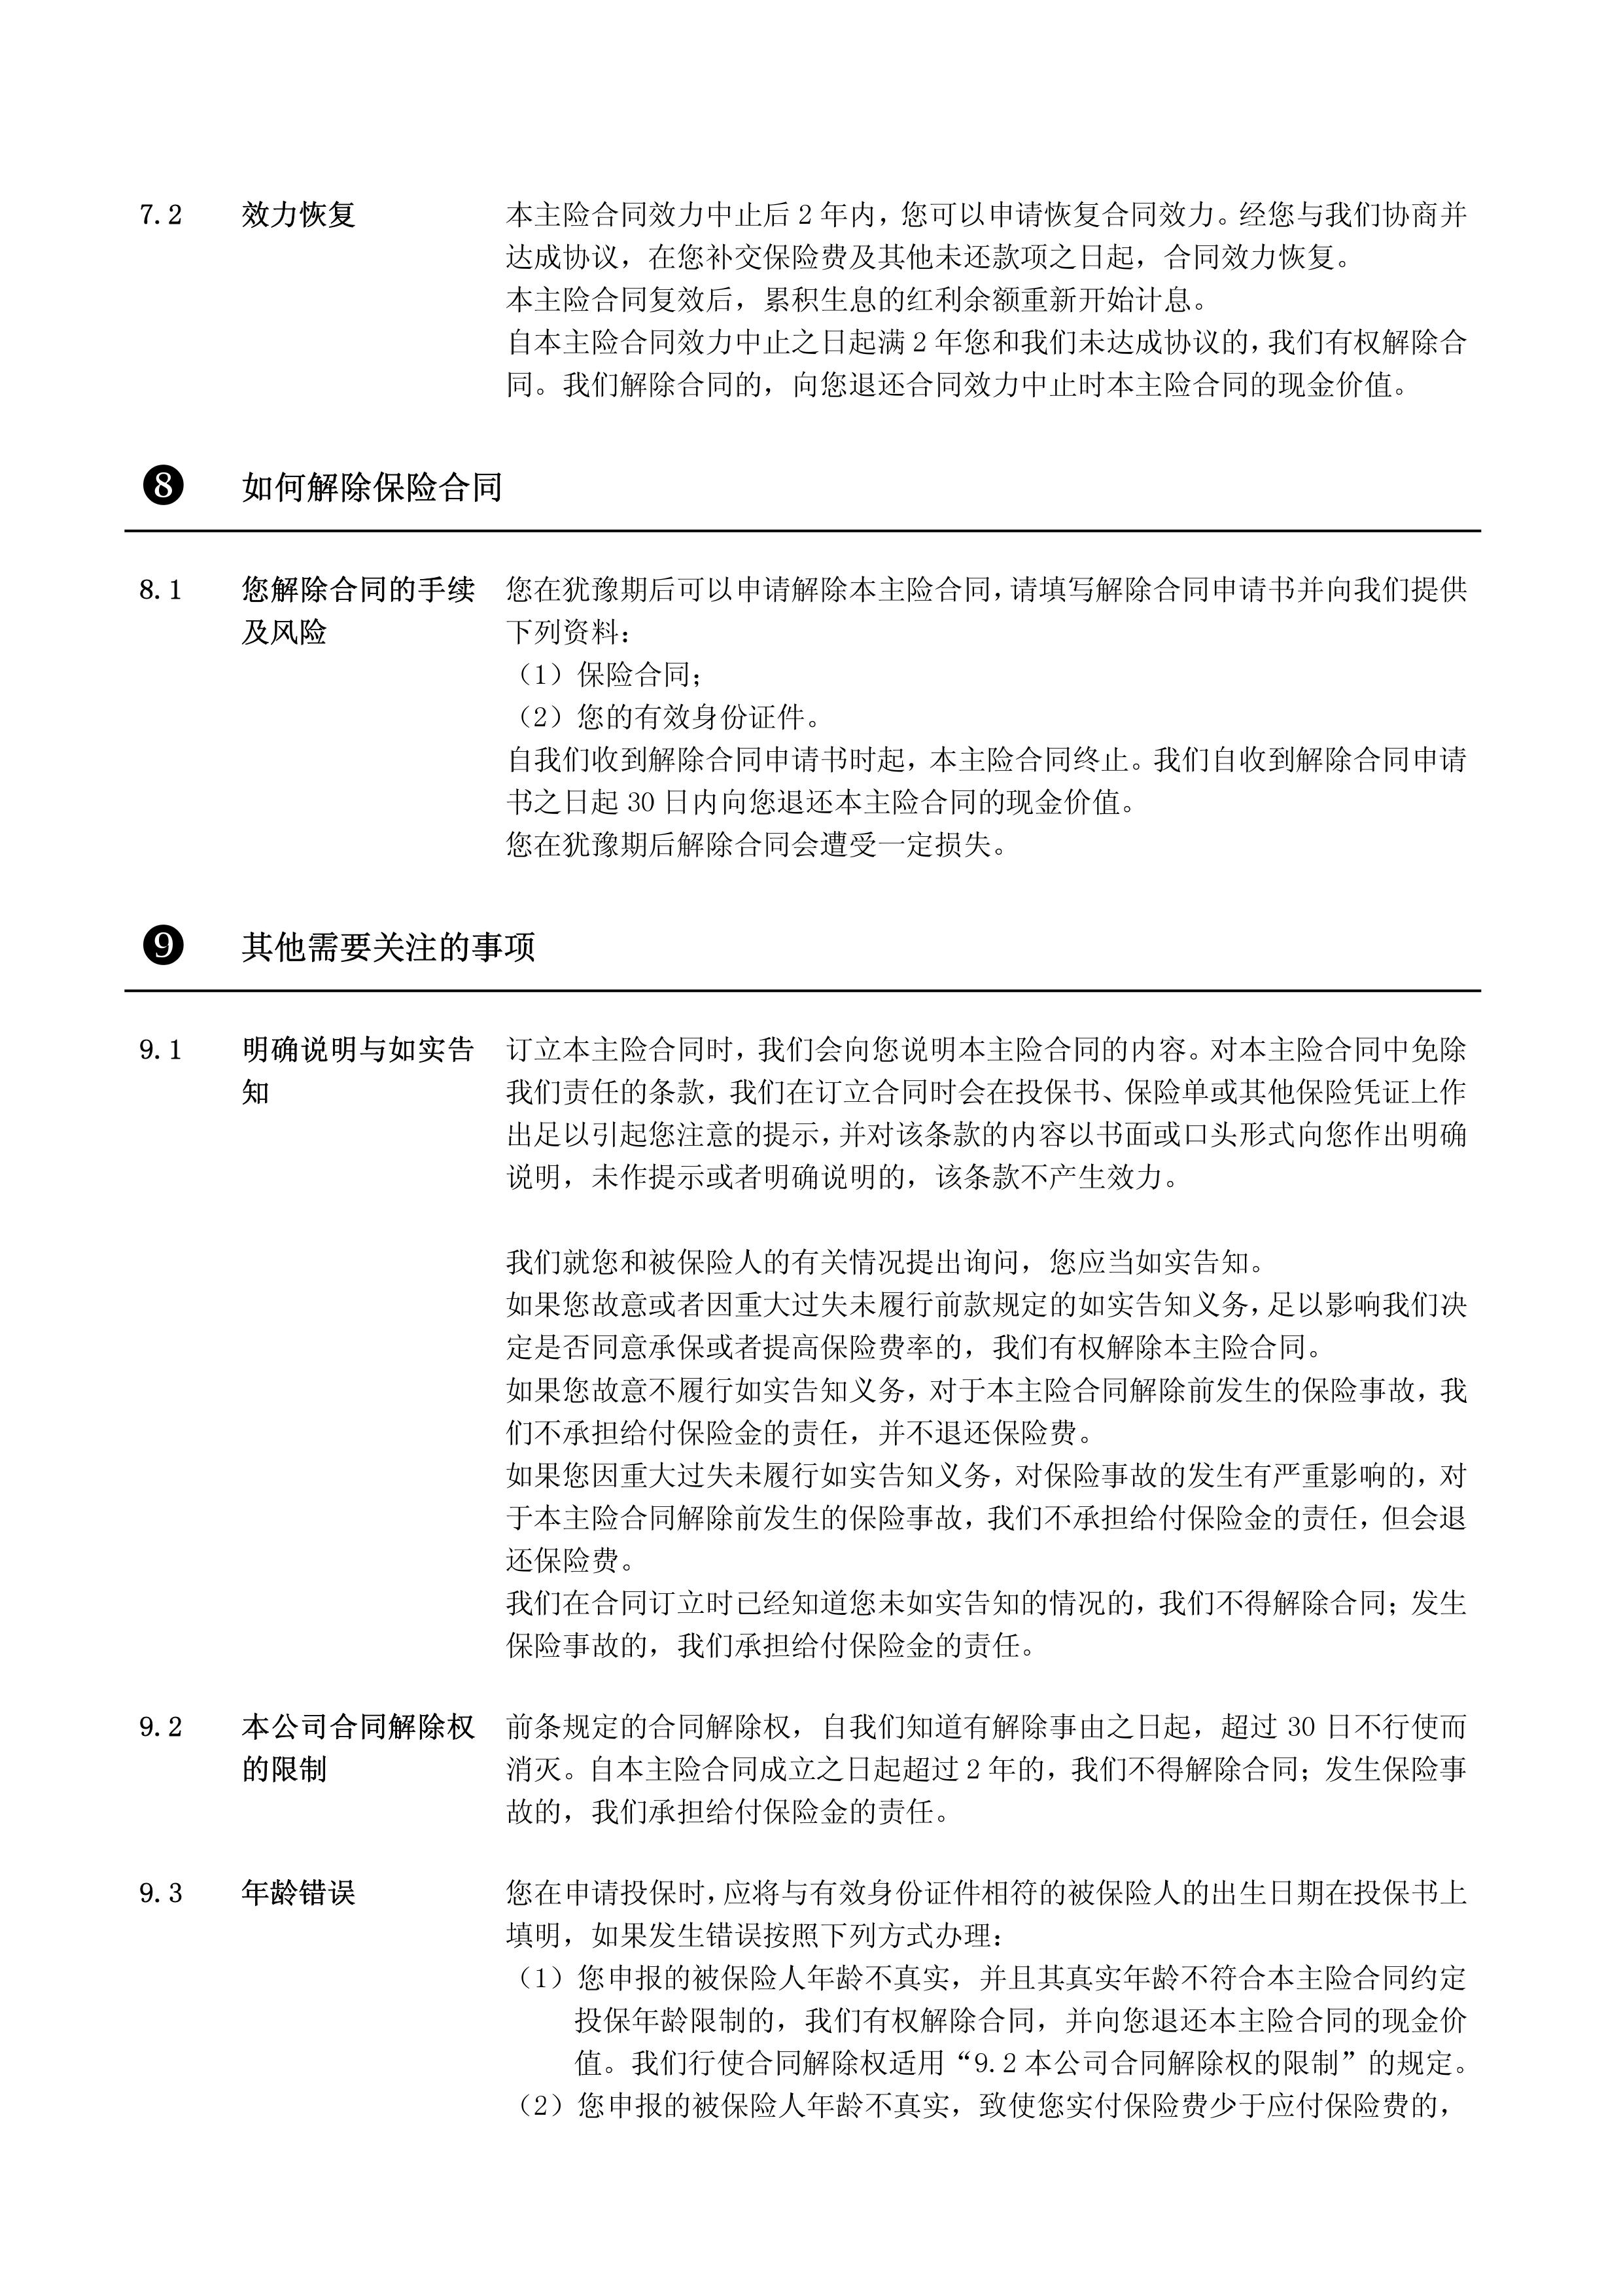 7.2 效力恢复 本主险合同效力中止后 2 年内，您可以申请恢复合同效力。经您与我们协商并
达成协议，在您补交保险费及其他未还款项之日起，合同效力恢复。
本主险合同复效后，累积生息的红利余额重新开始计息。
自本主险合同效力中止之日起满 2 年您和我们未达成协议的，我们有权解除合
同。我们解除合同的，向您退还合同效力中止时本主险合同的现金价值。
❽ 如何解除保险合同
8.1 您解除合同的手续 您在犹豫期后可以申请解除本主险合同，请填写解除合同申请书并向我们提供
及风险 下列资料：
（1）保险合同；
（2）您的有效身份证件。
自我们收到解除合同申请书时起，本主险合同终止。我们自收到解除合同申请
书之日起 30 日内向您退还本主险合同的现金价值。
您在犹豫期后解除合同会遭受一定损失。
❾ 其他需要关注的事项
9.1 明确说明与如实告 订立本主险合同时，我们会向您说明本主险合同的内容。对本主险合同中免除
知 我们责任的条款，我们在订立合同时会在投保书、保险单或其他保险凭证上作
出足以引起您注意的提示，并对该条款的内容以书面或口头形式向您作出明确
说明，未作提示或者明确说明的，该条款不产生效力。
我们就您和被保险人的有关情况提出询问，您应当如实告知。
如果您故意或者因重大过失未履行前款规定的如实告知义务，足以影响我们决
定是否同意承保或者提高保险费率的，我们有权解除本主险合同。
如果您故意不履行如实告知义务，对于本主险合同解除前发生的保险事故，我
们不承担给付保险金的责任，并不退还保险费。
如果您因重大过失未履行如实告知义务，对保险事故的发生有严重影响的，对
于本主险合同解除前发生的保险事故，我们不承担给付保险金的责任，但会退
还保险费。
我们在合同订立时已经知道您未如实告知的情况的，我们不得解除合同；发生
保险事故的，我们承担给付保险金的责任。
9.2 本公司合同解除权 前条规定的合同解除权，自我们知道有解除事由之日起，超过 30 日不行使而
的限制 消灭。自本主险合同成立之日起超过 2 年的，我们不得解除合同；发生保险事
故的，我们承担给付保险金的责任。
9.3 年龄错误 您在申请投保时，应将与有效身份证件相符的被保险人的出生日期在投保书上
填明，如果发生错误按照下列方式办理：
（1）您申报的被保险人年龄不真实，并且其真实年龄不符合本主险合同约定
投保年龄限制的，我们有权解除合同，并向您退还本主险合同的现金价
值。我们行使合同解除权适用“9.2 本公司合同解除权的限制”的规定。
（2）您申报的被保险人年龄不真实，致使您实付保险费少于应付保险费的，